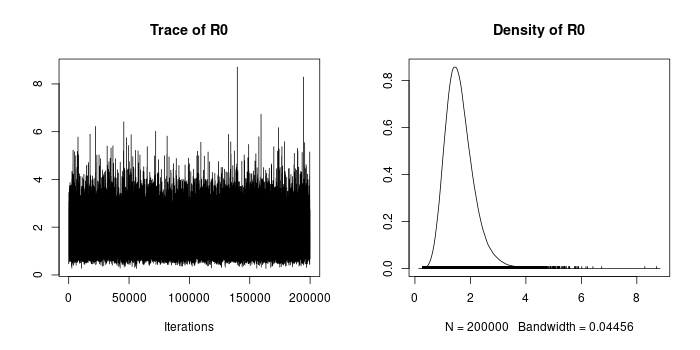 Trace of R0
8
6
4
2
0
0 50000 100000 150000 200000
Iterations
Density of R0
0.8
0.6
0.4
0.2
0.0
0 2 4 6 8
N = 200000 Bandwidth = 0.04456